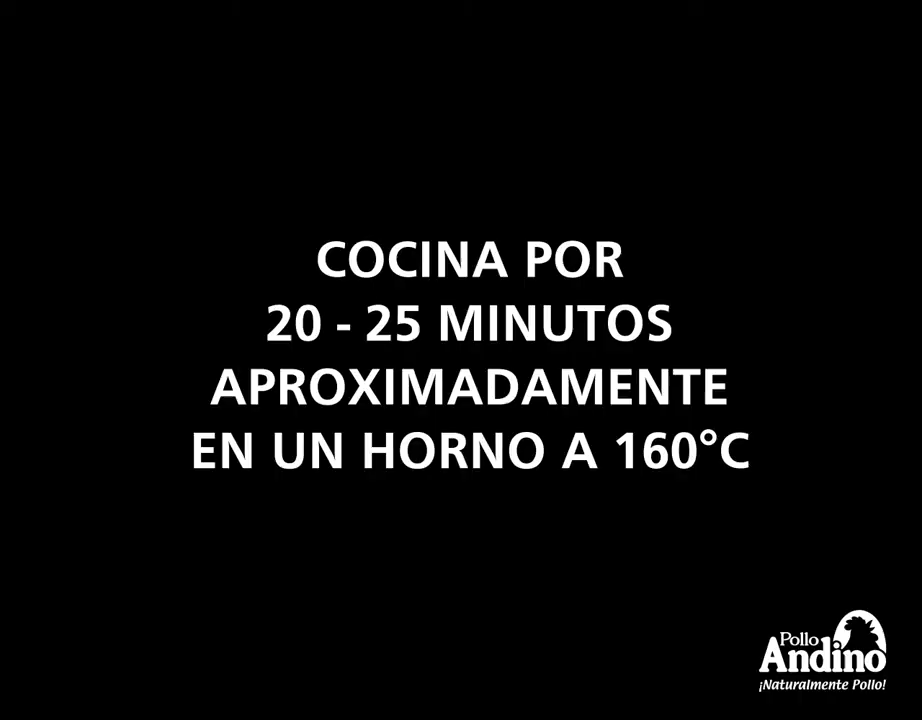 COCINA POR
20 - 25 MINUTOS
APROXIMADAMENTE
EN UN HORNO A 160°C
Pollo
Andino
¡Naturalmente Pollo!